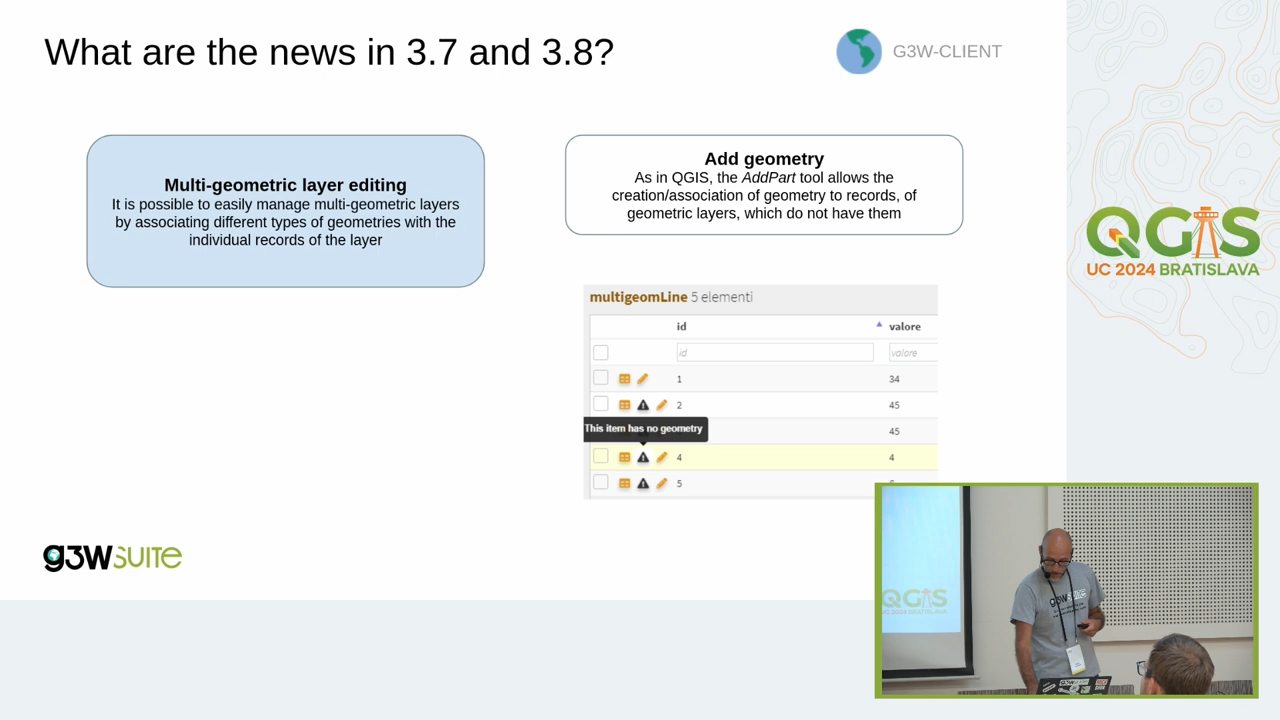 What are the news in 3.7 and 3.8?
G3W-CLIENT
Multi-geometric layer editing
It is possible to easily manage multi-geometric layers
by associating different types of geometries with the
individual records of the layer
Add geometry
As in QGIS, the AddPart tool allows the
creation/association of geometry to records, of
geometric layers, which do not have them
multigeomLine 5 elementi
id valore
id valore
1 34
2 45
This item has no geometry
45
4 4
5
g3wSUITE
QGIS
UC 2024 BRATISLAVA
QGIS
UC 2024 BRATISLAVA